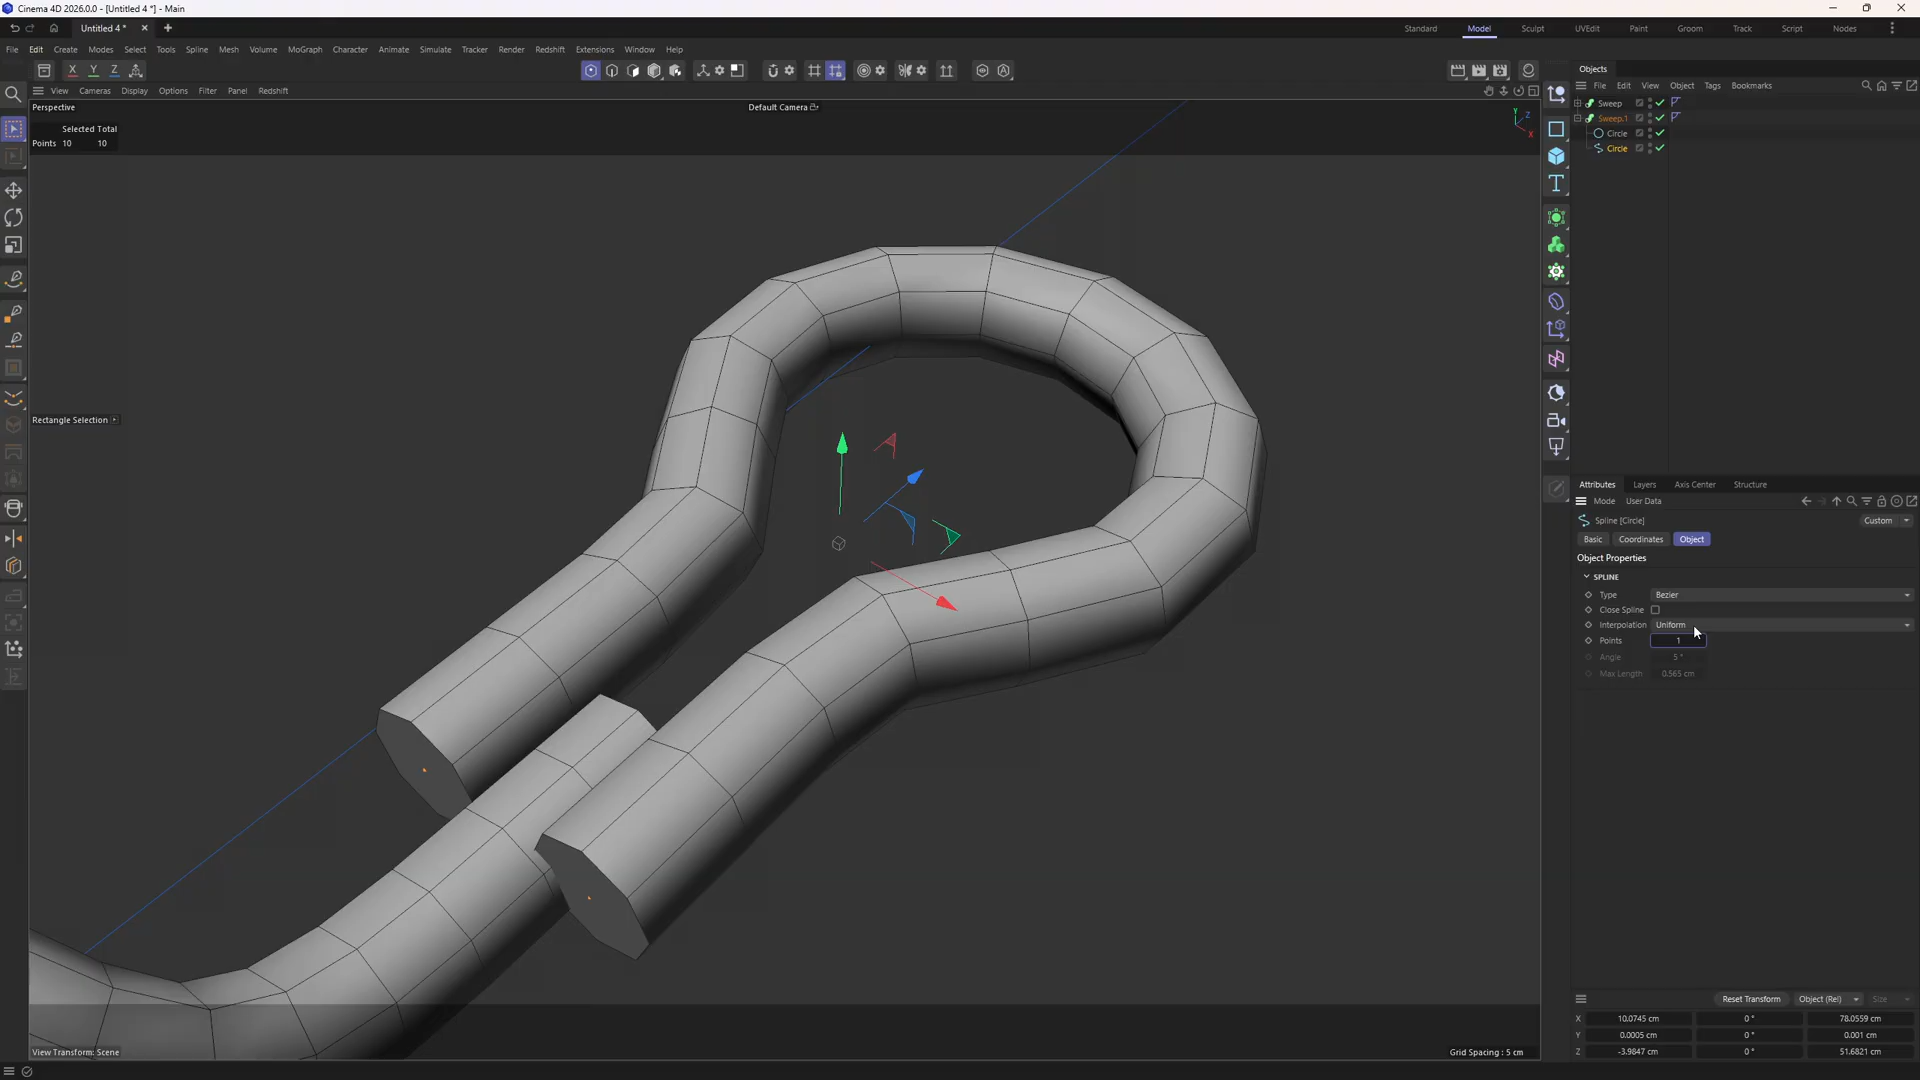 Cinema 4D 2026.0.0 - [Untitled 4 *] - Main
Untitled 4 *
Standard Model Sculpt UVEdit Paint Groom Track Script Nodes
File Edit Create Modes Select Tools Spline Mesh Volume MoGraph Character Animate Simulate Tracker Render Redshift Extensions Window Help
X Y Z
View Cameras Display Options Filter Panel Redshift
Perspective
Default Camera
Selected Total
Points 10 10
Y Z X
Rectangle Selection
View Transform: Scene
Grid Spacing : 5 cm
Objects
File Edit View Object Tags Bookmarks
Sweep
Sweep.1
Circle
Circle
Attributes Layers Axis Center Structure
Mode User Data
Spline [Circle]
Custom
Basic Coordinates Object
Object Properties
SPLINE
Type Bezier
Close Spline
Interpolation Uniform
Points 1
Angle 5 °
Max Length 0.565 cm
Reset Transform Object (Rel) Size
X 10.0745 cm 0 ° 78.0559 cm
Y 0.0005 cm 0 ° 0.001 cm
Z -3.9847 cm 0 ° 51.6821 cm